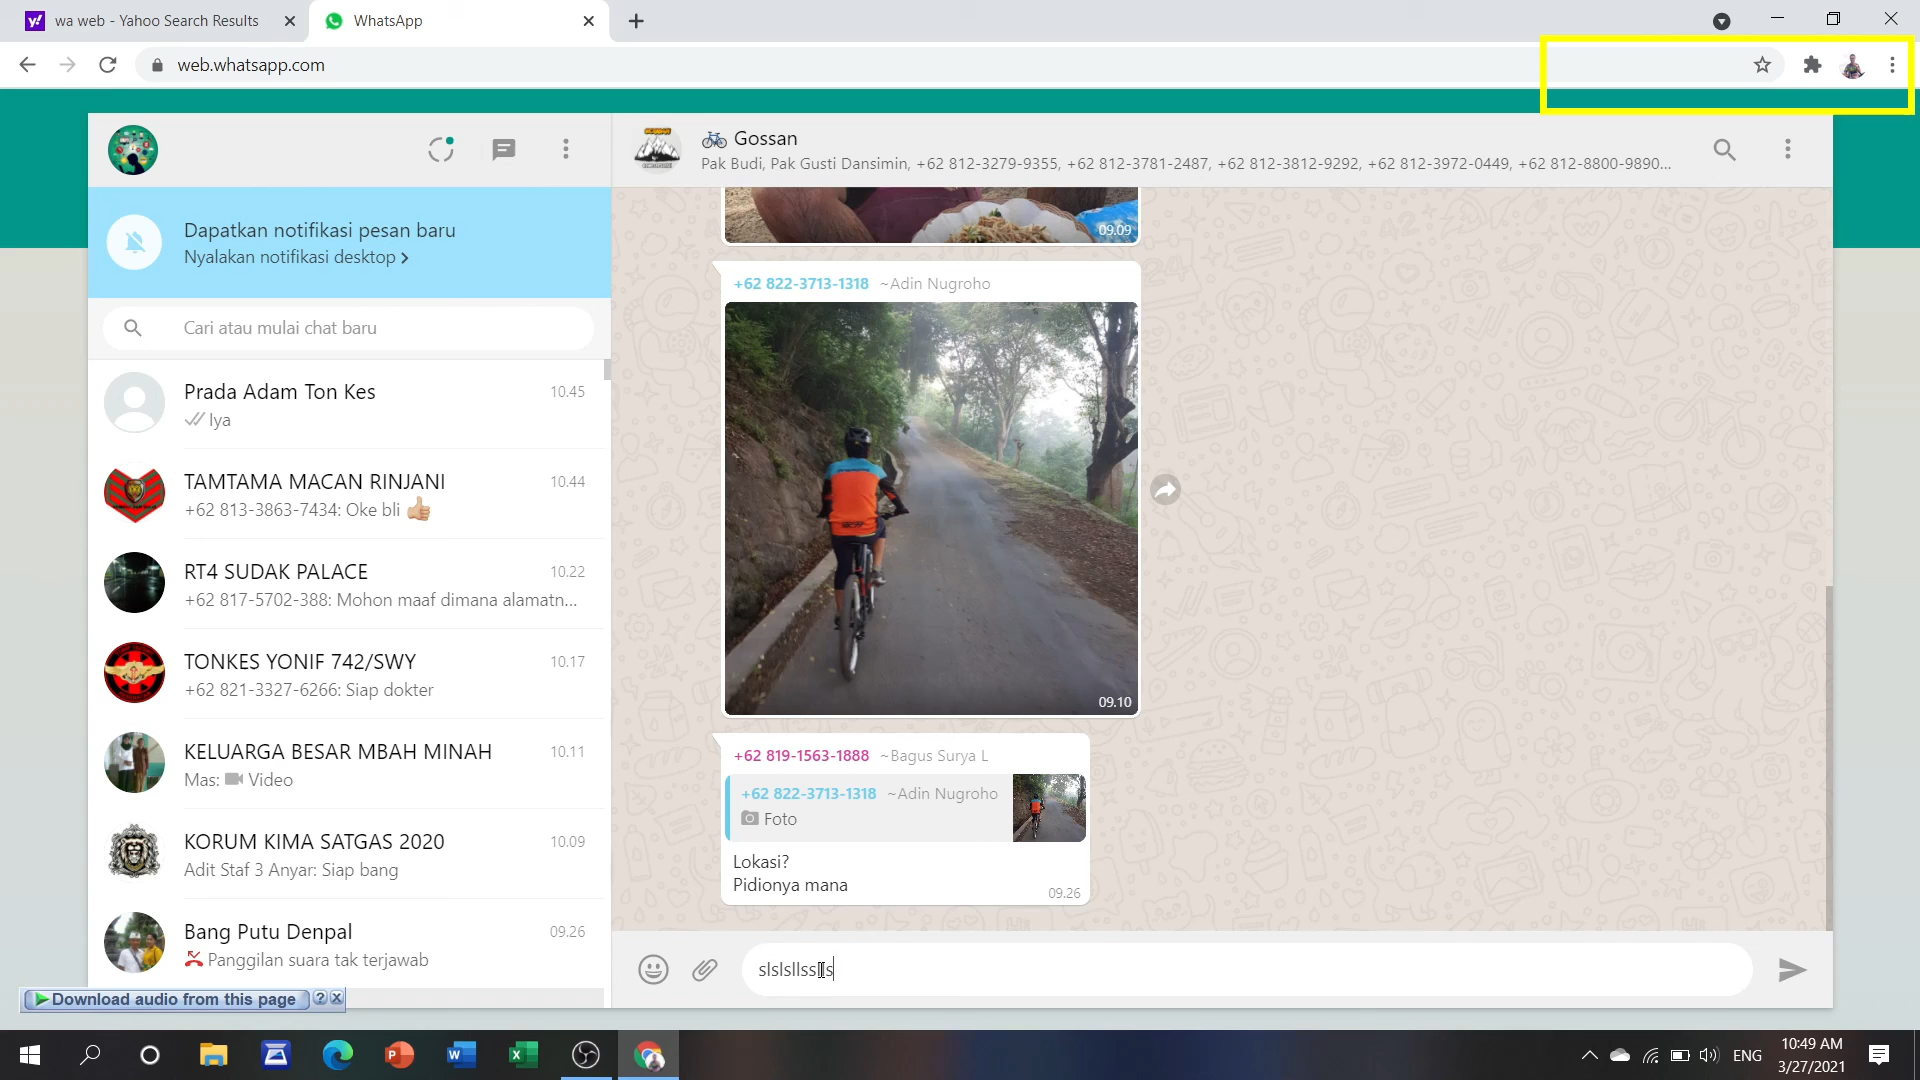 wa web - Yahoo Search Results
WhatsApp
web.whatsapp.com
Gossan
Pak Budi, Pak Gusti Dansimin, +62 812-3279-9355, +62 812-3781-2487, +62 812-3812-9292, +62 812-3972-0449, +62 812-8800-9890...
Dapatkan notifikasi pesan baru
Nyalakan notifikasi desktop >
Cari atau mulai chat baru
Prada Adam Ton Kes 10.45
Iya
TAMTAMA MACAN RINJANI 10.44
+62 813-3863-7434: Oke bli 👍🏼
RT4 SUDAK PALACE 10.22
+62 817-5702-388: Mohon maaf dimana alamatn...
TONKES YONIF 742/SWY 10.17
+62 821-3327-6266: Siap dokter
KELUARGA BESAR MBAH MINAH 10.11
Mas: Video
KORUM KIMA SATGAS 2020 10.09
Adit Staf 3 Anyar: Siap bang
Bang Putu Denpal 09.26
Panggilan suara tak terjawab
Download audio from this page ? X
09.09
+62 822-3713-1318 ~Adin Nugroho
09.10
+62 819-1563-1888 ~Bagus Surya L
+62 822-3713-1318 ~Adin Nugroho
Foto
Lokasi?
Pidionya mana
09.26
ENG
10:49 AM
3/27/2021